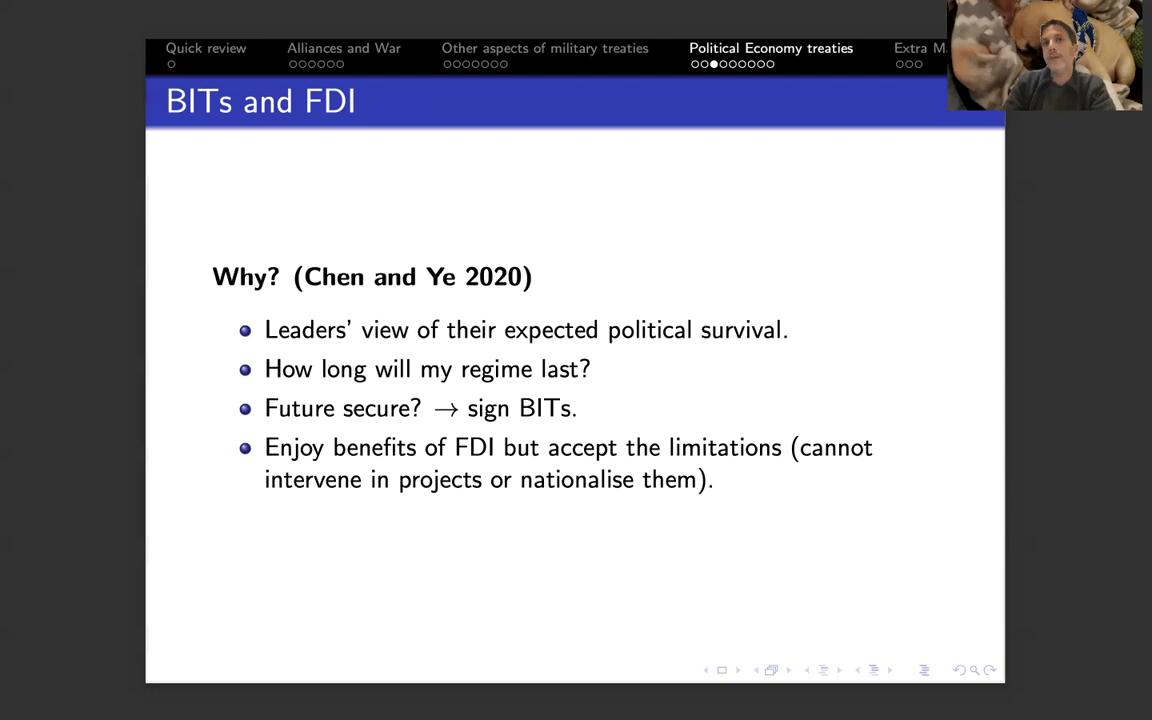 Quick review Alliances and War Other aspects of military treaties Political Economy treaties Extra M
BITs and FDI
Why? (Chen and Ye 2020)
Leaders' view of their expected political survival.
How long will my regime last?
Future secure? → sign BITs.
Enjoy benefits of FDI but accept the limitations (cannot
intervene in projects or nationalise them).